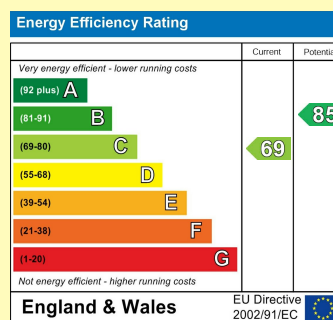 Energy Efficiency Rating
Current Potentia
Very energy efficient - lower running costs
(92 plus) A
(81-91) B
85
(69-80) C
69
(55-68) D
(39-54) E
(21-38) F
(1-20) G
Not energy efficient - higher running costs
England & Wales
EU Directive
2002/91/EC